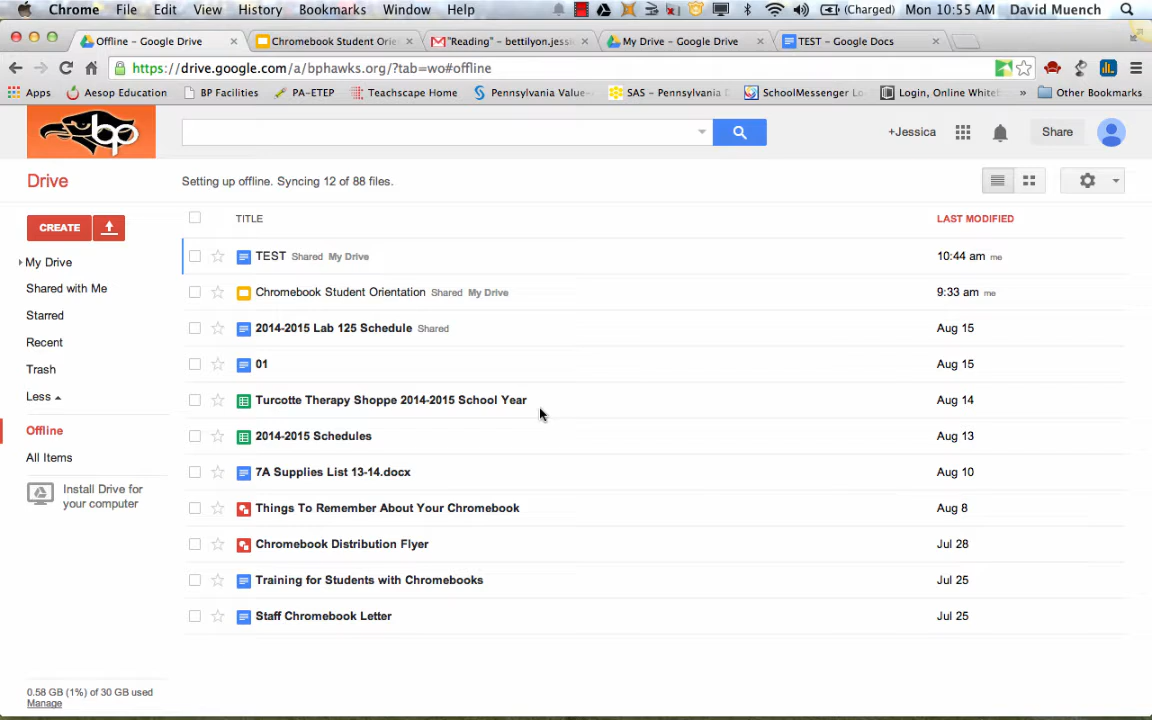 Chrome File Edit View History Bookmarks Window Help (Charged) Mon 10:55 AM David Muench
Offline - Google Drive Chromebook Student Orie "Reading" - bettilyon.jessi My Drive - Google Drive TEST - Google Docs
https://drive.google.com/a/bphawks.org/?tab=wo#offline
Apps Aesop Education BP Facilities PA-ETEP Teachscape Home Pennsylvania Value- SAS - Pennsylvania D SchoolMessenger Lo Login, Online Whiteb » Other Bookmarks
bp
+Jessica Share
Drive Setting up offline. Syncing 12 of 88 files.
TITLE LAST MODIFIED
CREATE
TEST Shared My Drive 10:44 am me
My Drive
Shared with Me
Chromebook Student Orientation Shared My Drive 9:33 am me
Starred
2014-2015 Lab 125 Schedule Shared Aug 15
Recent
01 Aug 15
Trash
Less
Turcotte Therapy Shoppe 2014-2015 School Year Aug 14
Offline
2014-2015 Schedules Aug 13
All Items
7A Supplies List 13-14.docx Aug 10
Install Drive for
your computer
Things To Remember About Your Chromebook Aug 8
Chromebook Distribution Flyer Jul 28
Training for Students with Chromebooks Jul 25
Staff Chromebook Letter Jul 25
0.58 GB (1%) of 30 GB used
Manage